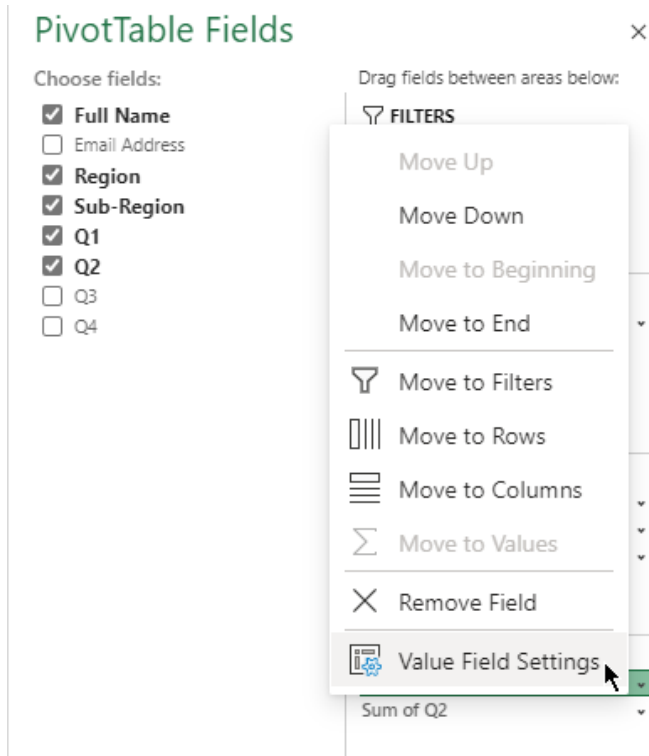 PivotTable Fields
Choose fields:
Full Name
Email Address
Region
Sub-Region
Q1
Q2
Q3
Q4
Drag fields between areas below:
FILTERS
Move Up
Move Down
Move to Beginning
Move to End
Move to Filters
Move to Rows
Move to Columns
Move to Values
Remove Field
Value Field Settings
Sum of Q2